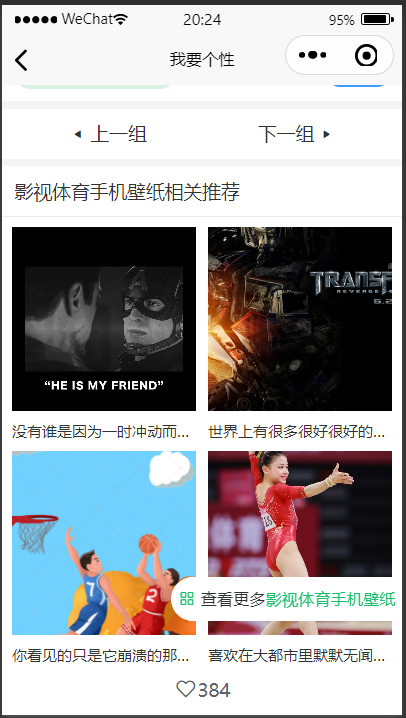 WeChat 20:24 95%
我要个性
上一组 下一组
影视体育手机壁纸相关推荐
"HE IS MY FRIEND"
TRANSF
REVENGE
6.2
没有谁是因为一时冲动而...
世界上有很多很好很好的...
7
2
查看更多影视体育手机壁纸
你看见的只是它崩溃的那...
喜欢在大都市里默默无闻...
384